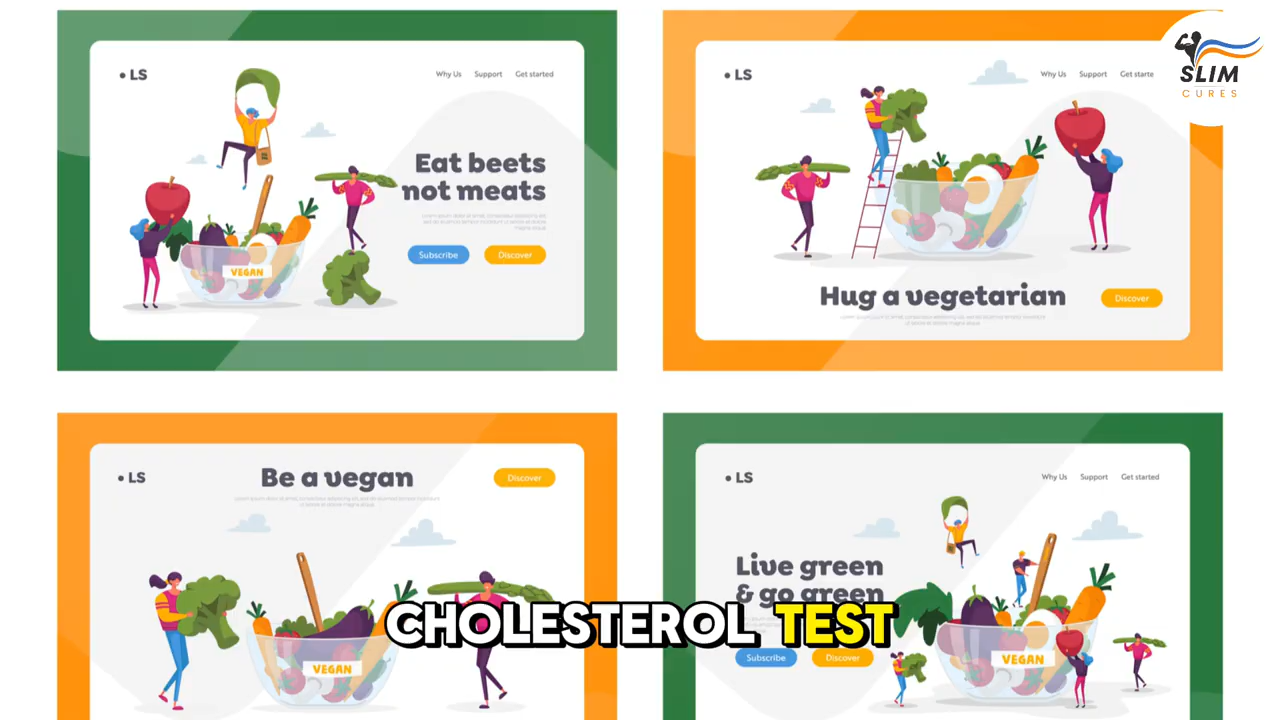 SLIM
CURES
LS
Why Us Support Get started
Eat beets
not meats
Subscribe Discover
VEGAN
LS
Why Us Support Get starte
Hug a vegetarian
Discover
LS
Be a vegan
Discover
VEGAN
LS
Why Us Support Get started
Live green
& go green
Subscribe Discover
VEGAN
CHOLESTEROL TEST